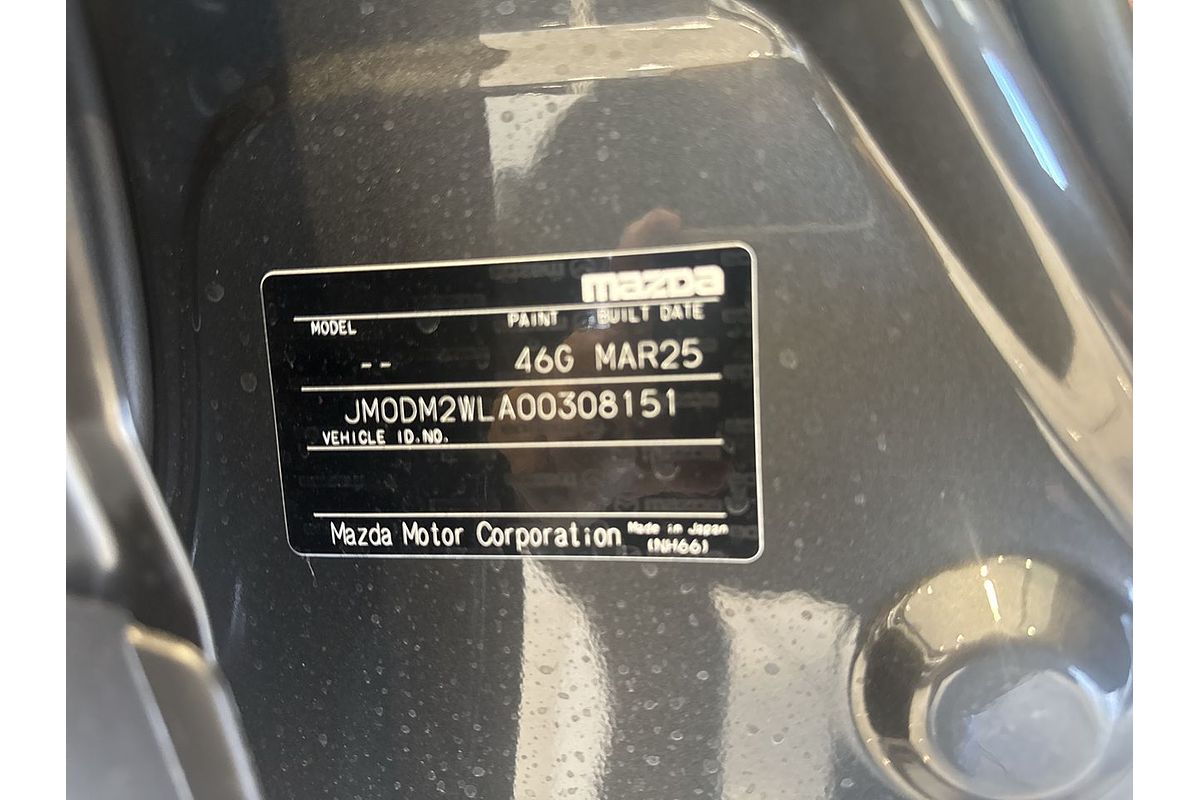 mazda
MODEL PAINT BUILT DATE
-- 46G MAR25
JM0DM2WLA00308151
VEHICLE ID.NO.
Mazda Motor Corporation Made in Japan
(NH66)